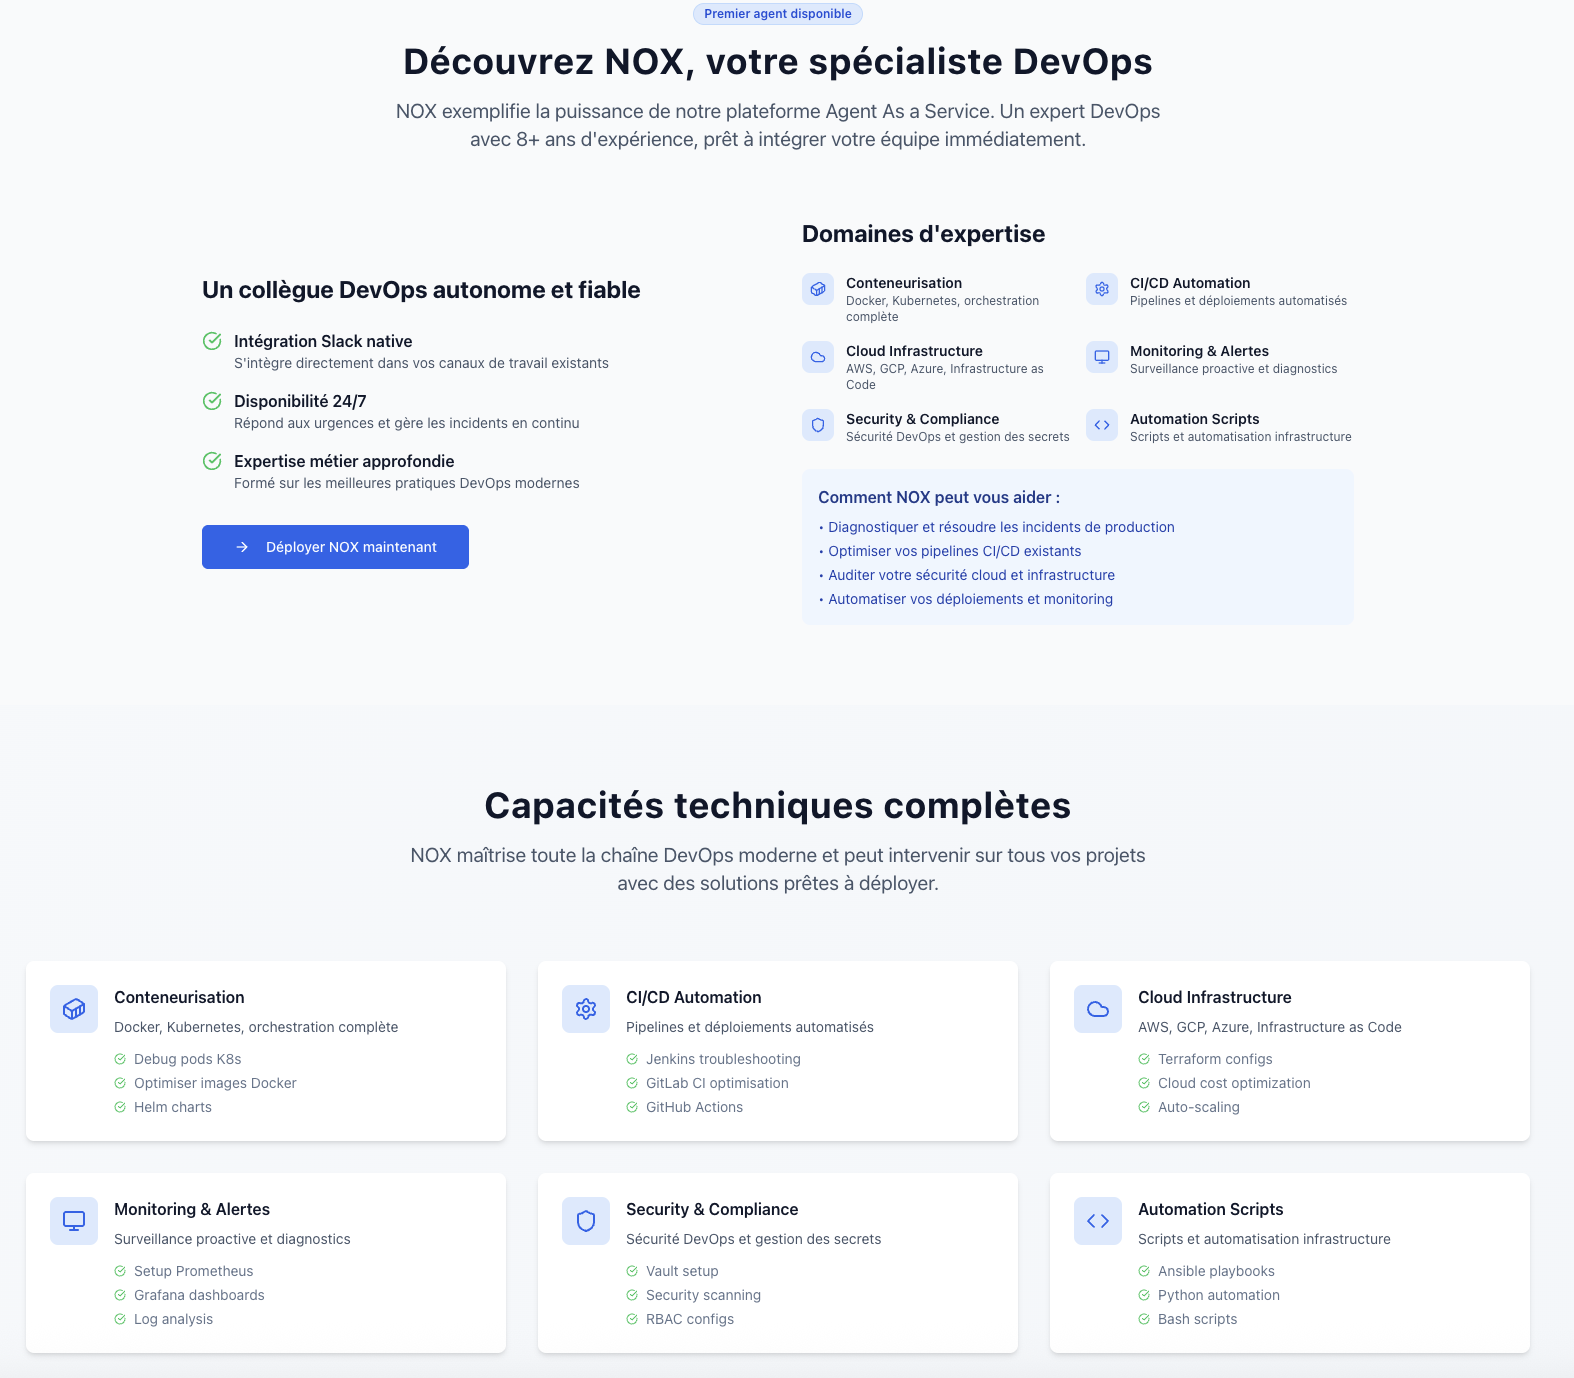 Premier agent disponible
Découvrez NOX, votre spécialiste DevOps
NOX exemplifie la puissance de notre plateforme Agent As a Service. Un expert DevOps
avec 8+ ans d'expérience, prêt à intégrer votre équipe immédiatement.
Un collègue DevOps autonome et fiable
Intégration Slack native
S'intègre directement dans vos canaux de travail existants
Disponibilité 24/7
Répond aux urgences et gère les incidents en continu
Expertise métier approfondie
Formé sur les meilleures pratiques DevOps modernes
Déployer NOX maintenant
Domaines d'expertise
Conteneurisation
Docker, Kubernetes, orchestration
complète
CI/CD Automation
Pipelines et déploiements automatisés
Cloud Infrastructure
AWS, GCP, Azure, Infrastructure as
Code
Monitoring & Alertes
Surveillance proactive et diagnostics
Security & Compliance
Sécurité DevOps et gestion des secrets
Automation Scripts
Scripts et automatisation infrastructure
Comment NOX peut vous aider :
• Diagnostiquer et résoudre les incidents de production
• Optimiser vos pipelines CI/CD existants
• Auditer votre sécurité cloud et infrastructure
• Automatiser vos déploiements et monitoring
Capacités techniques complètes
NOX maîtrise toute la chaîne DevOps moderne et peut intervenir sur tous vos projets
avec des solutions prêtes à déployer.
Conteneurisation
Docker, Kubernetes, orchestration complète
Debug pods K8s
Optimiser images Docker
Helm charts
CI/CD Automation
Pipelines et déploiements automatisés
Jenkins troubleshooting
GitLab CI optimisation
GitHub Actions
Cloud Infrastructure
AWS, GCP, Azure, Infrastructure as Code
Terraform configs
Cloud cost optimization
Auto-scaling
Monitoring & Alertes
Surveillance proactive et diagnostics
Setup Prometheus
Grafana dashboards
Log analysis
Security & Compliance
Sécurité DevOps et gestion des secrets
Vault setup
Security scanning
RBAC configs
Automation Scripts
Scripts et automatisation infrastructure
Ansible playbooks
Python automation
Bash scripts